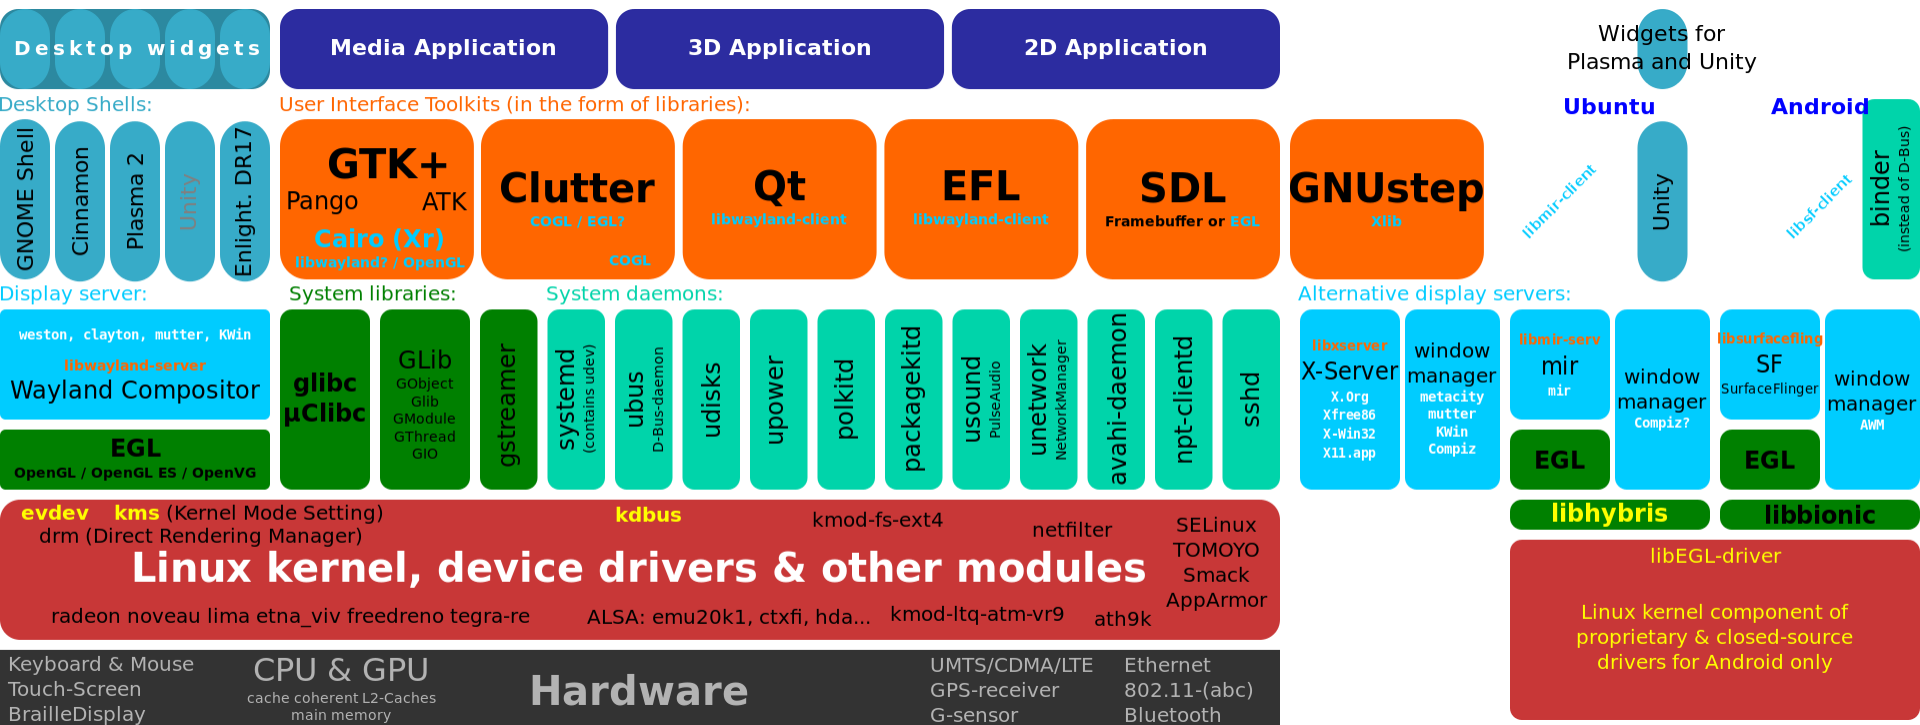 Desktop widgets
Media Application
3D Application
2D Application
Widgets for
Plasma and Unity
Desktop Shells:
User Interface Toolkits (in the form of libraries):
Ubuntu
Android
GNOME Shell
Cinnamon
Plasma 2
Unity
Enlight. DR17
GTK+
Pango
ATK
Cairo (Xr)
libwayland? / OpenGL
Clutter
COGL / EGL?
COGL
Qt
libwayland-client
EFL
libwayland-client
SDL
Framebuffer or EGL
GNUstep
Xlib
libmir-client
Unity
libsf-client
binder
(instead of D-Bus)
Display server:
System libraries:
System daemons:
Alternative display servers:
weston, clayton, mutter, KWin
libwayland-server
Wayland Compositor
EGL
OpenGL / OpenGL ES / OpenVG
glibc
µClibc
GLib
GObject
Glib
GModule
GThread
GIO
gstreamer
systemd
(contains udev)
ubus
D-Bus-daemon
udisks
upower
polkitd
packagekitd
usound
PulseAudio
unetwork
NetworkManager
avahi-daemon
npt-clientd
sshd
libxserver
X-Server
X.Org
Xfree86
X-Win32
X11.app
window
manager
metacity
mutter
KWin
Compiz
libmir-serv
mir
mir
EGL
window
manager
Compiz?
libsurfacefling
SF
SurfaceFlinger
EGL
window
manager
AWM
libhybris
libbionic
evdev
kms (Kernel Mode Setting)
drm (Direct Rendering Manager)
kdbus
kmod-fs-ext4
netfilter
SELinux
TOMOYO
Smack
AppArmor
Linux kernel, device drivers & other modules
radeon noveau lima etna_viv freedreno tegra-re
ALSA: emu20k1, ctxfi, hda...
kmod-ltq-atm-vr9
ath9k
libEGL-driver
Linux kernel component of
proprietary & closed-source
drivers for Android only
Keyboard & Mouse
Touch-Screen
BrailleDisplay
CPU & GPU
cache coherent L2-Caches
main memory
Hardware
UMTS/CDMA/LTE
GPS-receiver
G-sensor
Ethernet
802.11-(abc)
Bluetooth